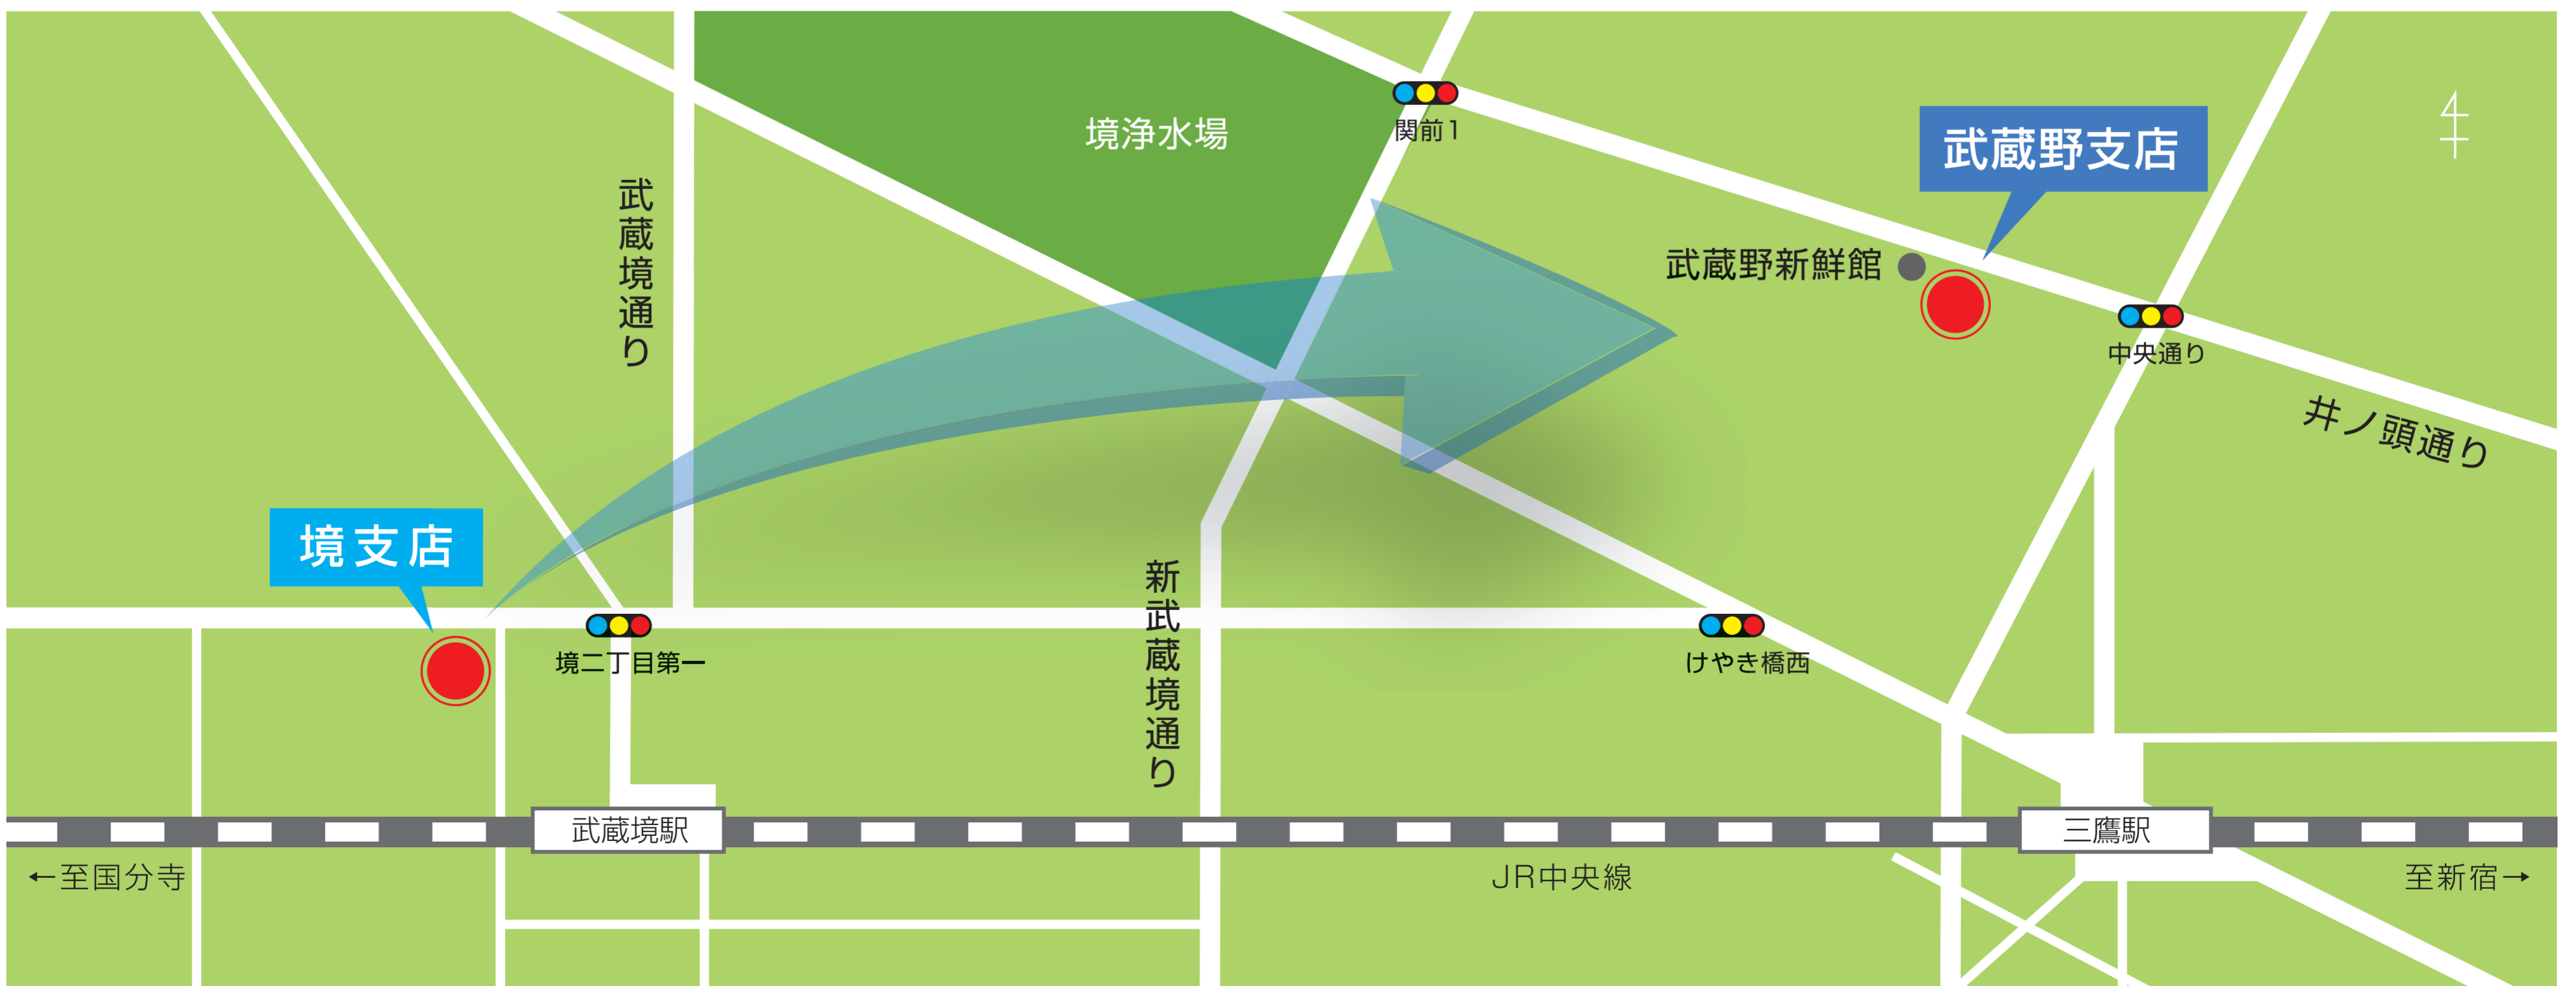 境浄水場
関前1
武蔵野支店
武蔵境通り
武蔵野新鮮館
中央通り
井ノ頭通り
境支店
新武蔵境通り
境二丁目第一
けやき橋西
武蔵境駅
三鷹駅
←至国分寺
JR中央線
至新宿→